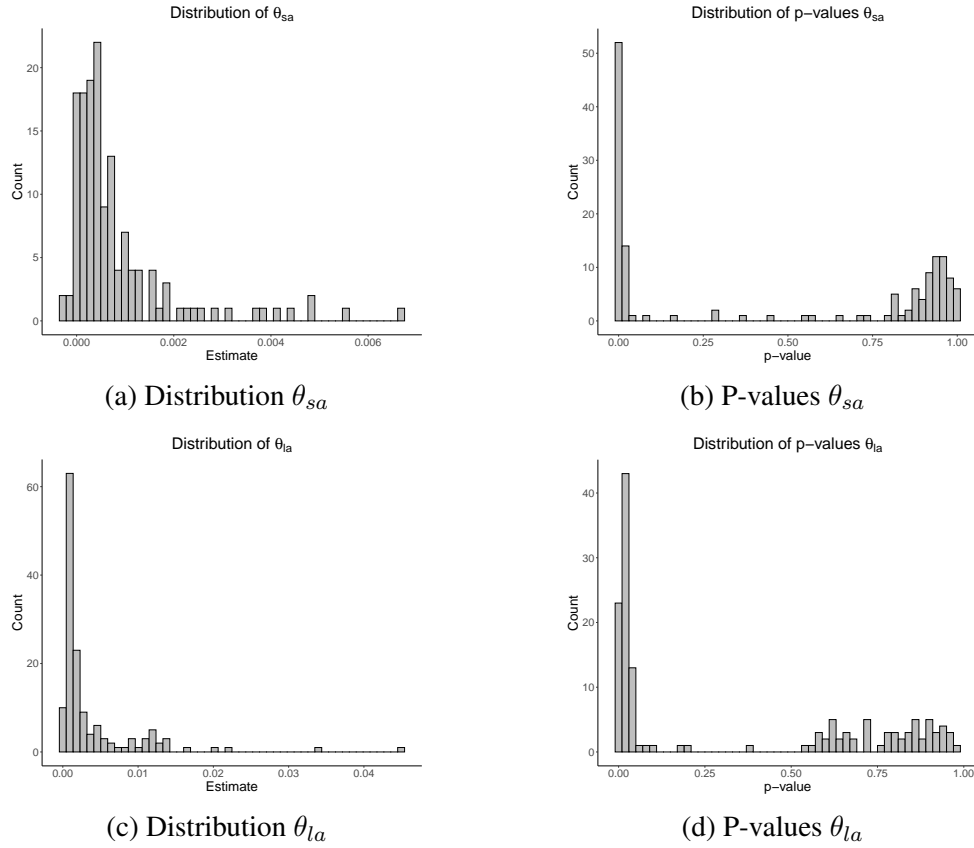 Distribution of θsa
Count
20
15
10
5
0
0.000 0.002 0.004 0.006
Estimate
(a) Distribution θsa
Distribution of p−values θsa
Count
50
40
30
20
10
0
0.00 0.25 0.50 0.75 1.00
p−value
(b) P-values θsa
Distribution of θla
Count
60
40
20
0
0.00 0.01 0.02 0.03 0.04
Estimate
(c) Distribution θla
Distribution of p−values θla
Count
40
30
20
10
0
0.00 0.25 0.50 0.75 1.00
p−value
(d) P-values θla